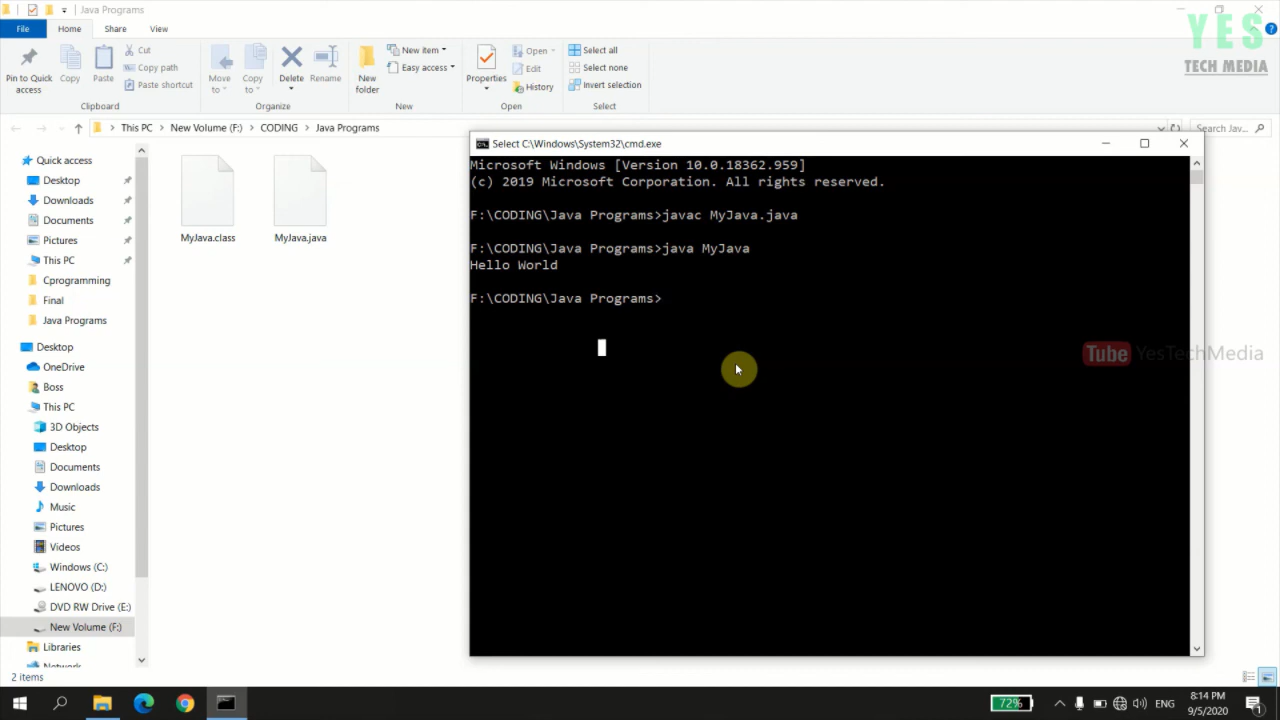 Java Programs
File Home Share View
Pin to Quick access
Copy
Paste
Cut
Copy path
Paste shortcut
Clipboard
Move to
Copy to
Delete
Rename
Organize
New folder
New item
Easy access
New
Properties
Open
Edit
History
Open
Select all
Select none
Invert selection
Select
YES
TECH MEDIA
This PC New Volume (F:) CODING Java Programs
Search Jav...
Quick access
Desktop
Downloads
Documents
Pictures
This PC
Cprogramming
Final
Java Programs
Desktop
OneDrive
Boss
This PC
3D Objects
Desktop
Documents
Downloads
Music
Pictures
Videos
Windows (C:)
LENOVO (D:)
DVD RW Drive (E:)
New Volume (F:)
Libraries
Network
MyJava.class
MyJava.java
Select C:\Windows\System32\cmd.exe
Microsoft Windows [Version 10.0.18362.959]
(c) 2019 Microsoft Corporation. All rights reserved.
F:\CODING\Java Programs>javac MyJava.java
F:\CODING\Java Programs>java MyJava
Hello World
F:\CODING\Java Programs>
Tube YesTechMedia
2 items
72%
ENG
8:14 PM
9/5/2020
1